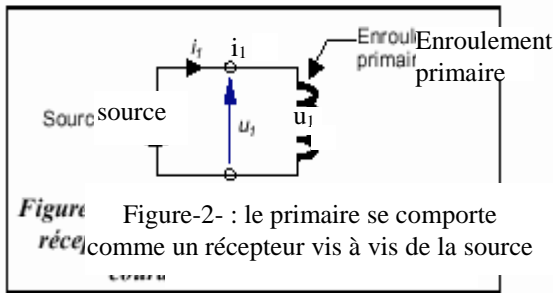 i1
i1
Enroulement
primaire
source
u1
u1
Figure-2- : le primaire se comporte
comme un récepteur vis à vis de la source